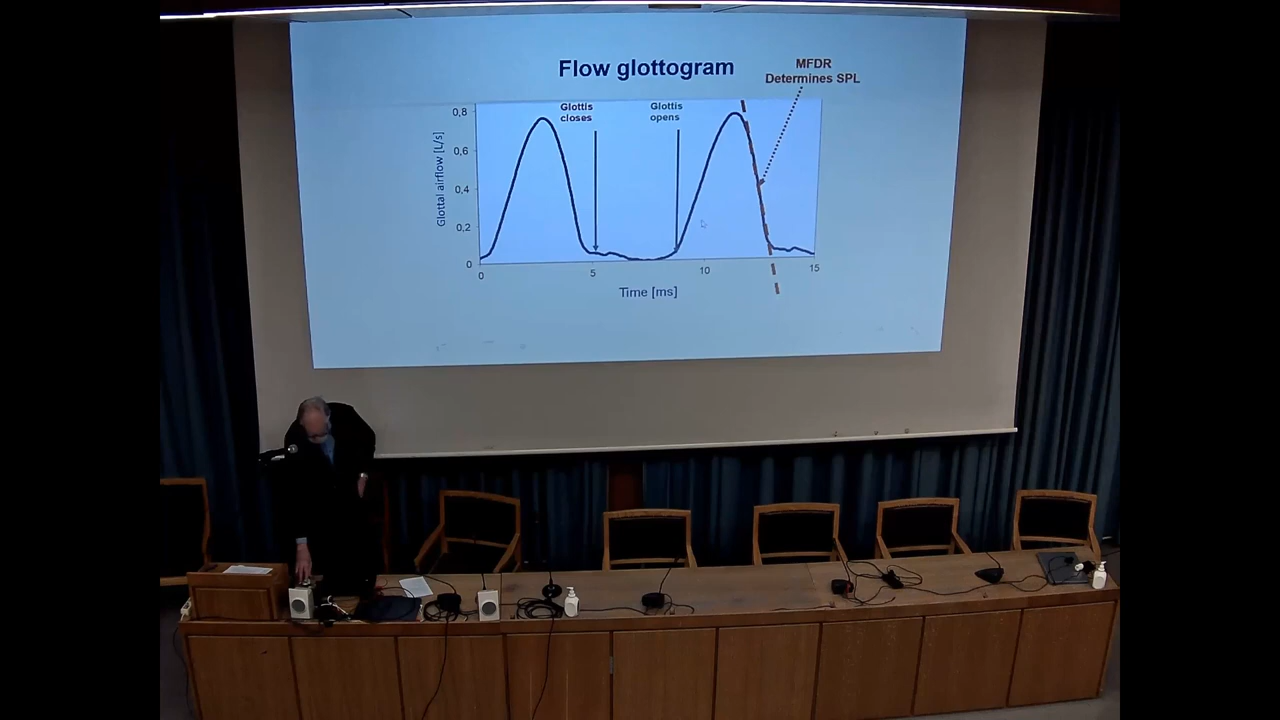 Flow glottogram
MFDR
Determines SPL
Glottis
closes
Glottis
opens
Glottal airflow [L/s]
0,8
0,6
0,4
0,2
0
0
5
10
15
Time [ms]